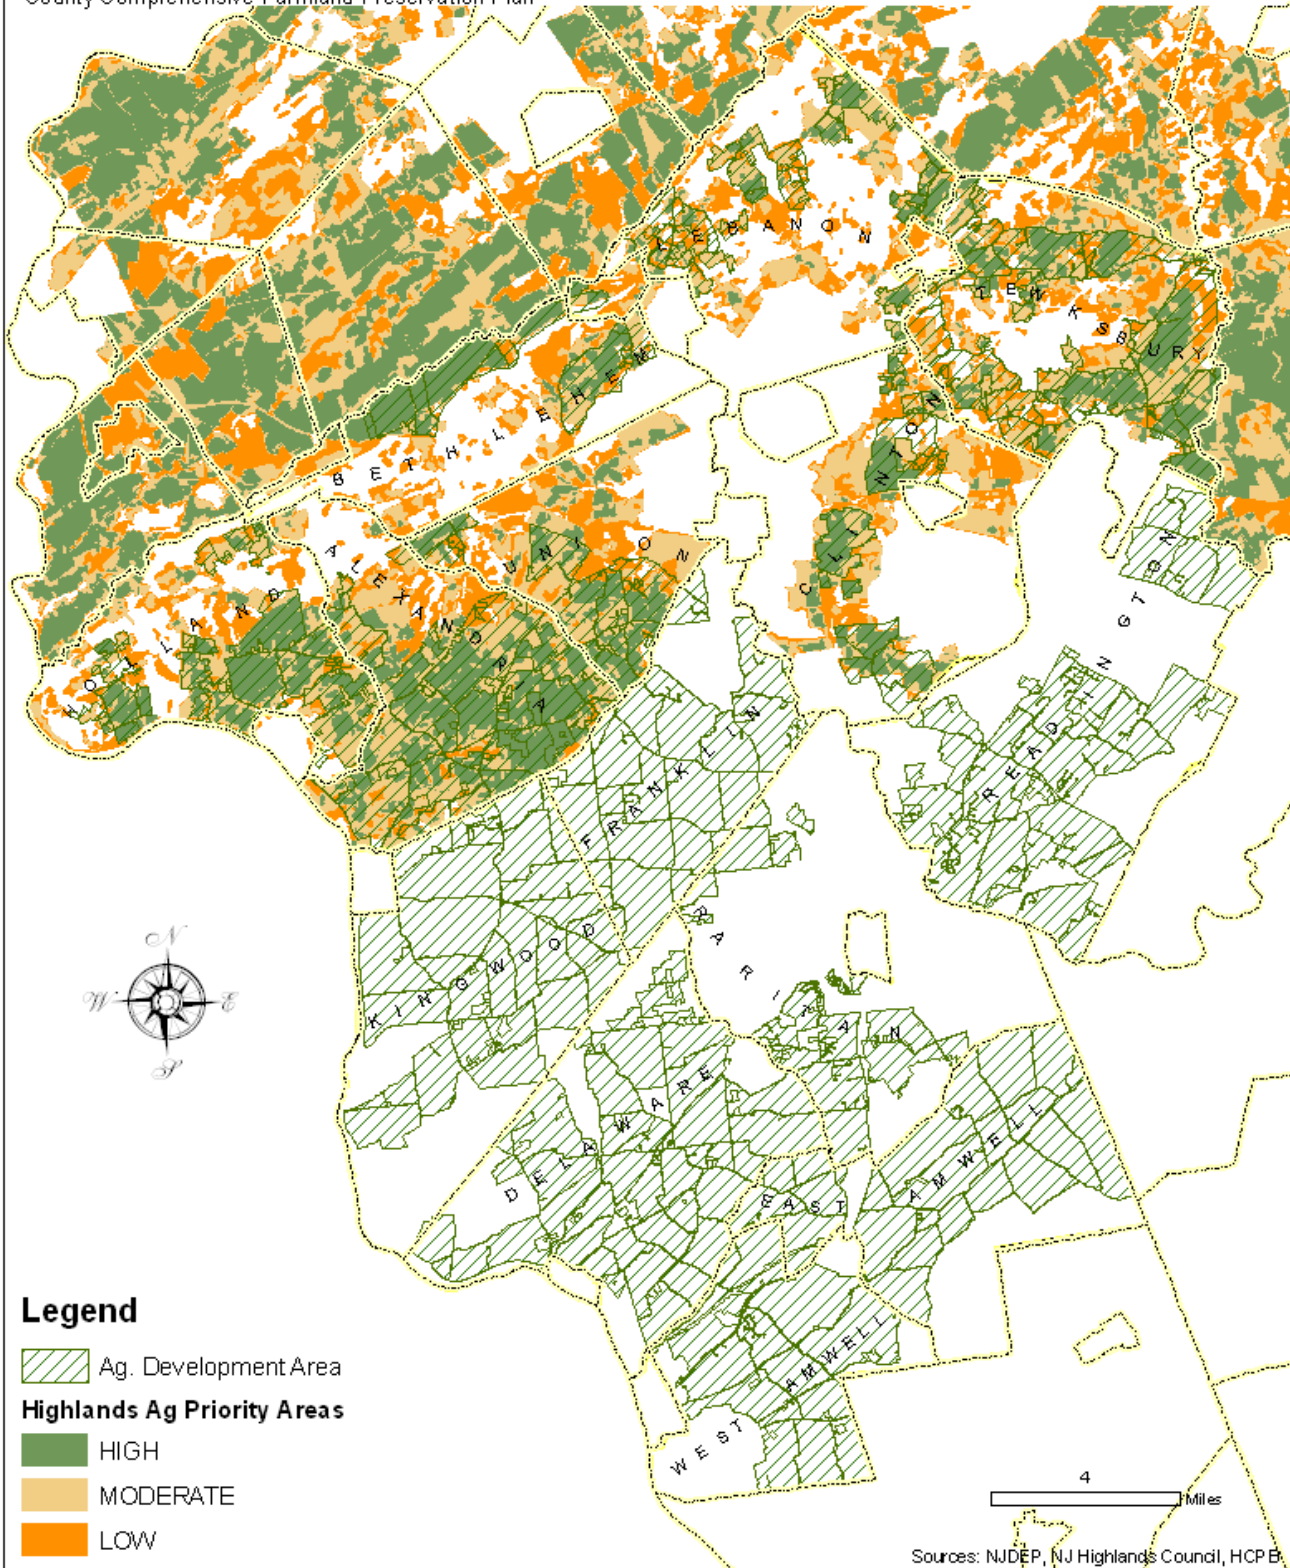 County Comprehensive Farmland Preservation Plan
LEBANON
TEWKSBURY
BETHLEHEM
CLINTON
UNION
ALEXANDRIA
HOLLAND
READINGTON
FRANKLIN
RARITAN
KINGWOOD
DELAWARE
EAST AMWELL
WEST AMWELL
N
W E
S
Legend
Ag. Development Area
Highlands Ag Priority Areas
HIGH
MODERATE
LOW
4
Miles
Sources: NJDEP, NJ Highlands Council, HCPB